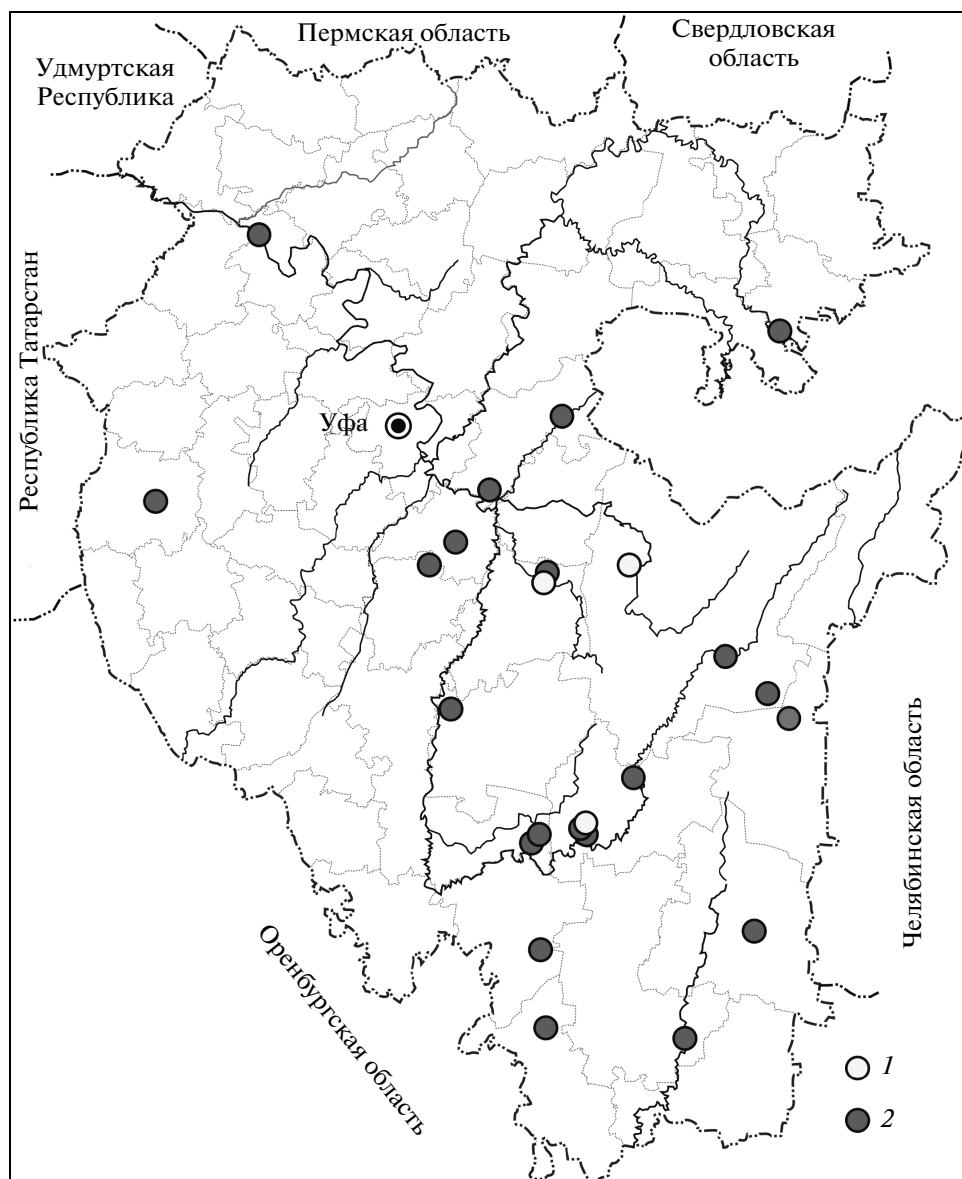 Пермская область
Свердловская
область
Удмуртская
Республика
Республика Татарстан
Уфа
Челябинская область
Оренбургская область
1
2